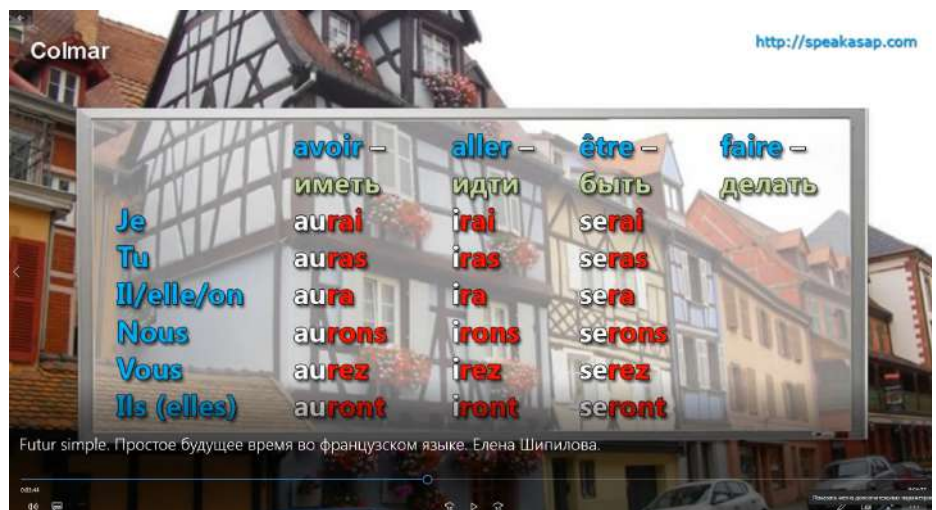 Colmar
http://speakasap.com
avoir – aller – être – faire –
иметь идти быть делать
Je aurai irai serai
Tu auras iras seras
Il/elle/on aura ira sera
Nous aurons irons serons
Vous aurez irez serez
Ils (elles) auront iront seront
Futur simple. Простое будущее время во французском языке. Елена Шипилова.